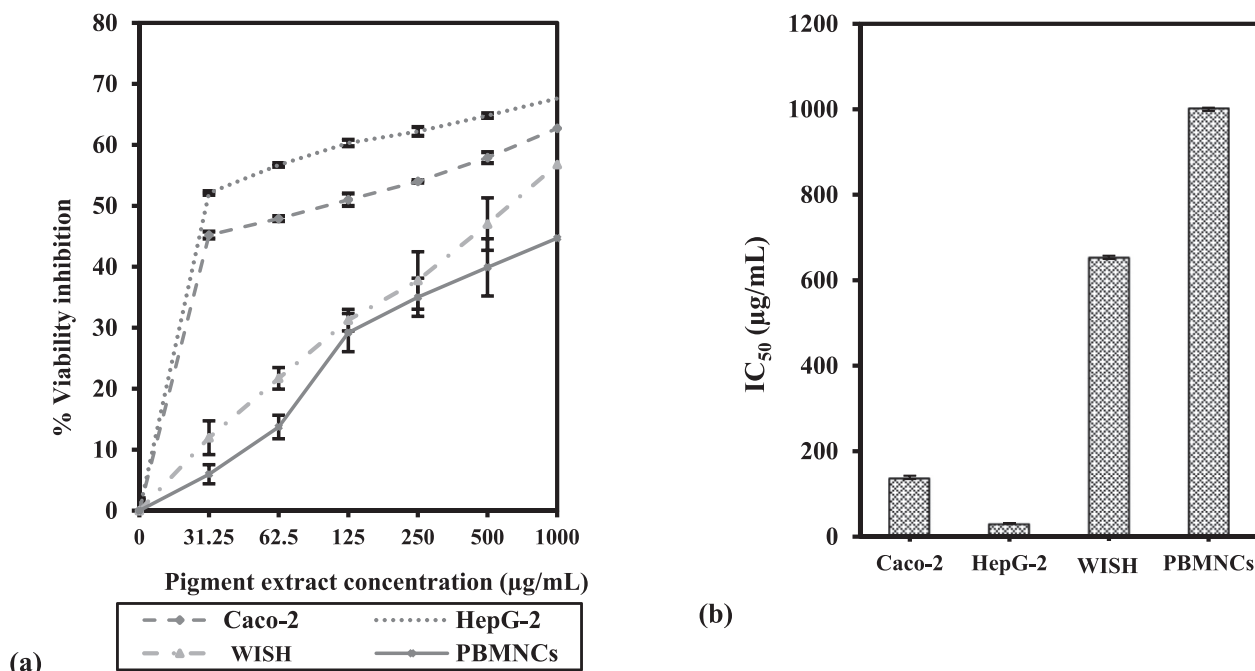 80
70
60
50
40
30
20
10
0
% Viability inhibition
0 31.25 62.5 125 250 500 1000
Pigment extract concentration (µg/mL)
Caco-2 HepG-2
WISH PBMNCs
(a)
1200
1000
800
600
400
200
0
IC₅₀ (µg/mL)
Caco-2 HepG-2 WISH PBMNCs
(b)